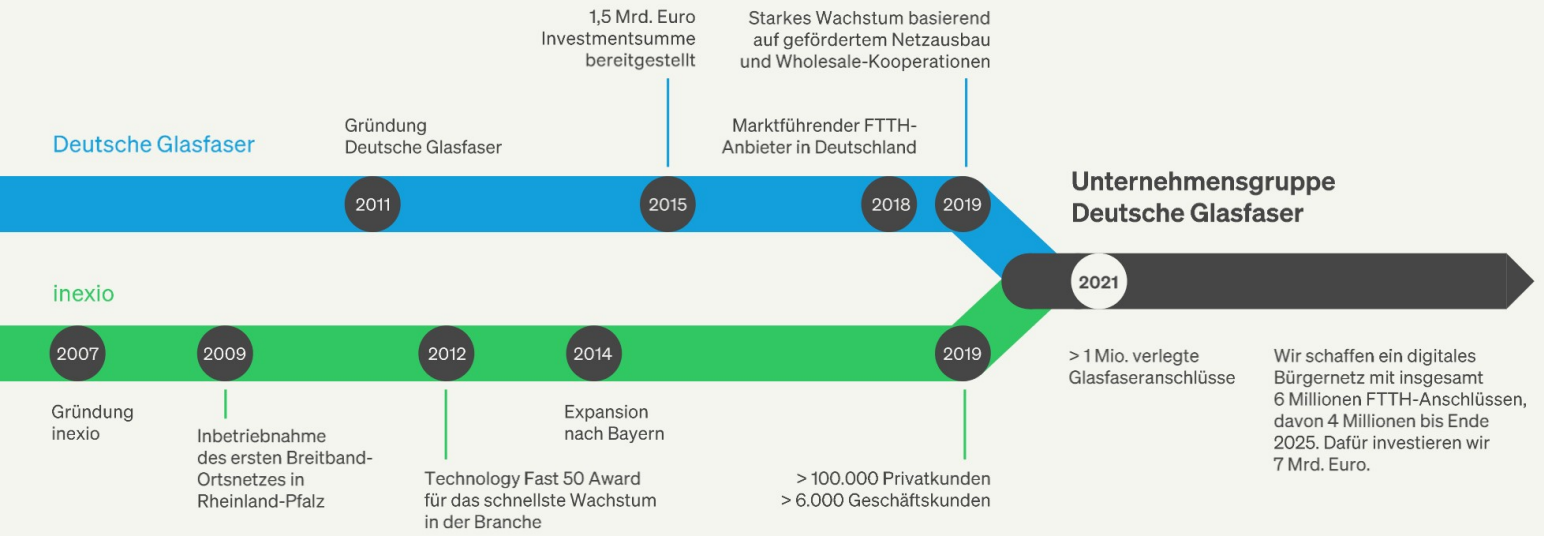 1,5 Mrd. Euro
Investmentsumme
bereitgestellt
Starkes Wachstum basierend
auf gefördertem Netzausbau
und Wholesale-Kooperationen
Deutsche Glasfaser
Gründung
Deutsche Glasfaser
Marktführender FTTH-
Anbieter in Deutschland
2011
2015
2018
2019
Unternehmensgruppe
Deutsche Glasfaser
2021
inexio
2007
2009
2012
2014
2019
Gründung
inexio
Inbetriebnahme
des ersten Breitband-
Ortsnetzes in
Rheinland-Pfalz
Technology Fast 50 Award
für das schnellste Wachstum
in der Branche
Expansion
nach Bayern
> 100.000 Privatkunden
> 6.000 Geschäftskunden
> 1 Mio. verlegte
Glasfaseranschlüsse
Wir schaffen ein digitales
Bürgernetz mit insgesamt
6 Millionen FTTH-Anschlüssen,
davon 4 Millionen bis Ende
2025. Dafür investieren wir
7 Mrd. Euro.